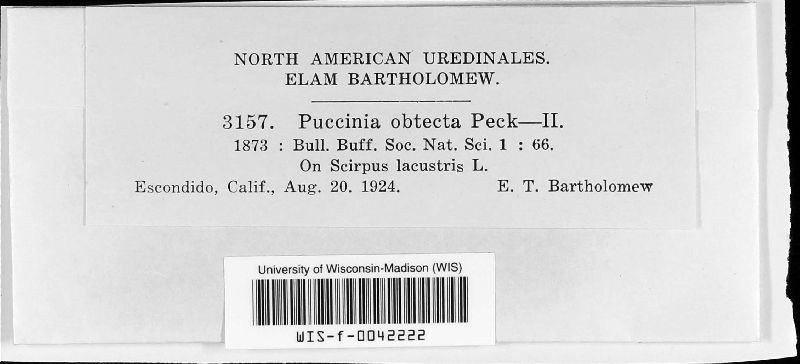 NORTH AMERICAN UREDINALES.
ELAM BARTHOLOMEW.
3157. Puccinia obtecta Peck—II.
1873 : Bull. Buff. Soc. Nat. Sci. 1 : 66.
On Scirpus lacustris L.
Escondido, Calif., Aug. 20, 1924. E. T. Bartholomew
University of Wisconsin-Madison (WIS)
WIS-f-0042222